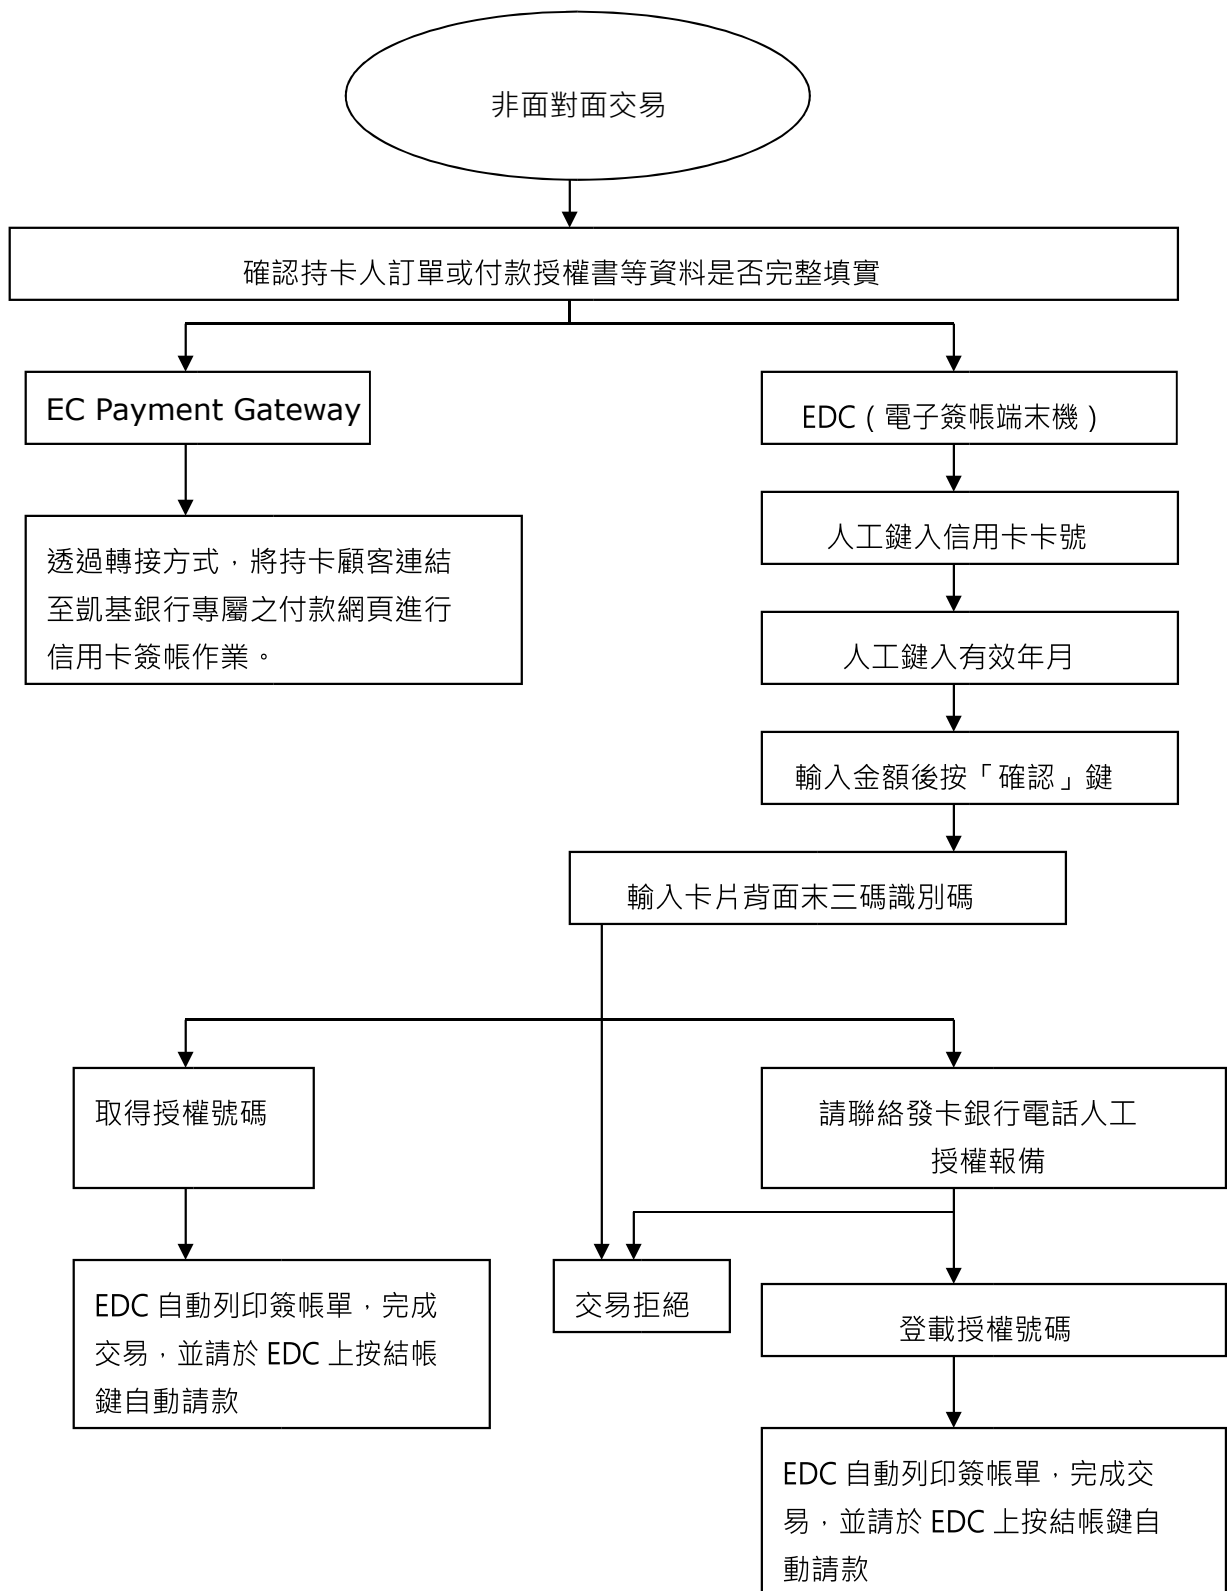 非面對面交易
確認持卡人訂單或付款授權書等資料是否完整填實
EC Payment Gateway
EDC（電子簽帳端末機）
人工鍵入信用卡卡號
透過轉接方式，將持卡顧客連結
至凱基銀行專屬之付款網頁進行
信用卡簽帳作業。
人工鍵入有效年月
輸入金額後按「確認」鍵
輸入卡片背面末三碼識別碼
取得授權號碼
請聯絡發卡銀行電話人工
授權報備
EDC 自動列印簽帳單，完成
交易，並請於 EDC 上按結帳
鍵自動請款
交易拒絕
登載授權號碼
EDC 自動列印簽帳單，完成交
易，並請於 EDC 上按結帳鍵自
動請款